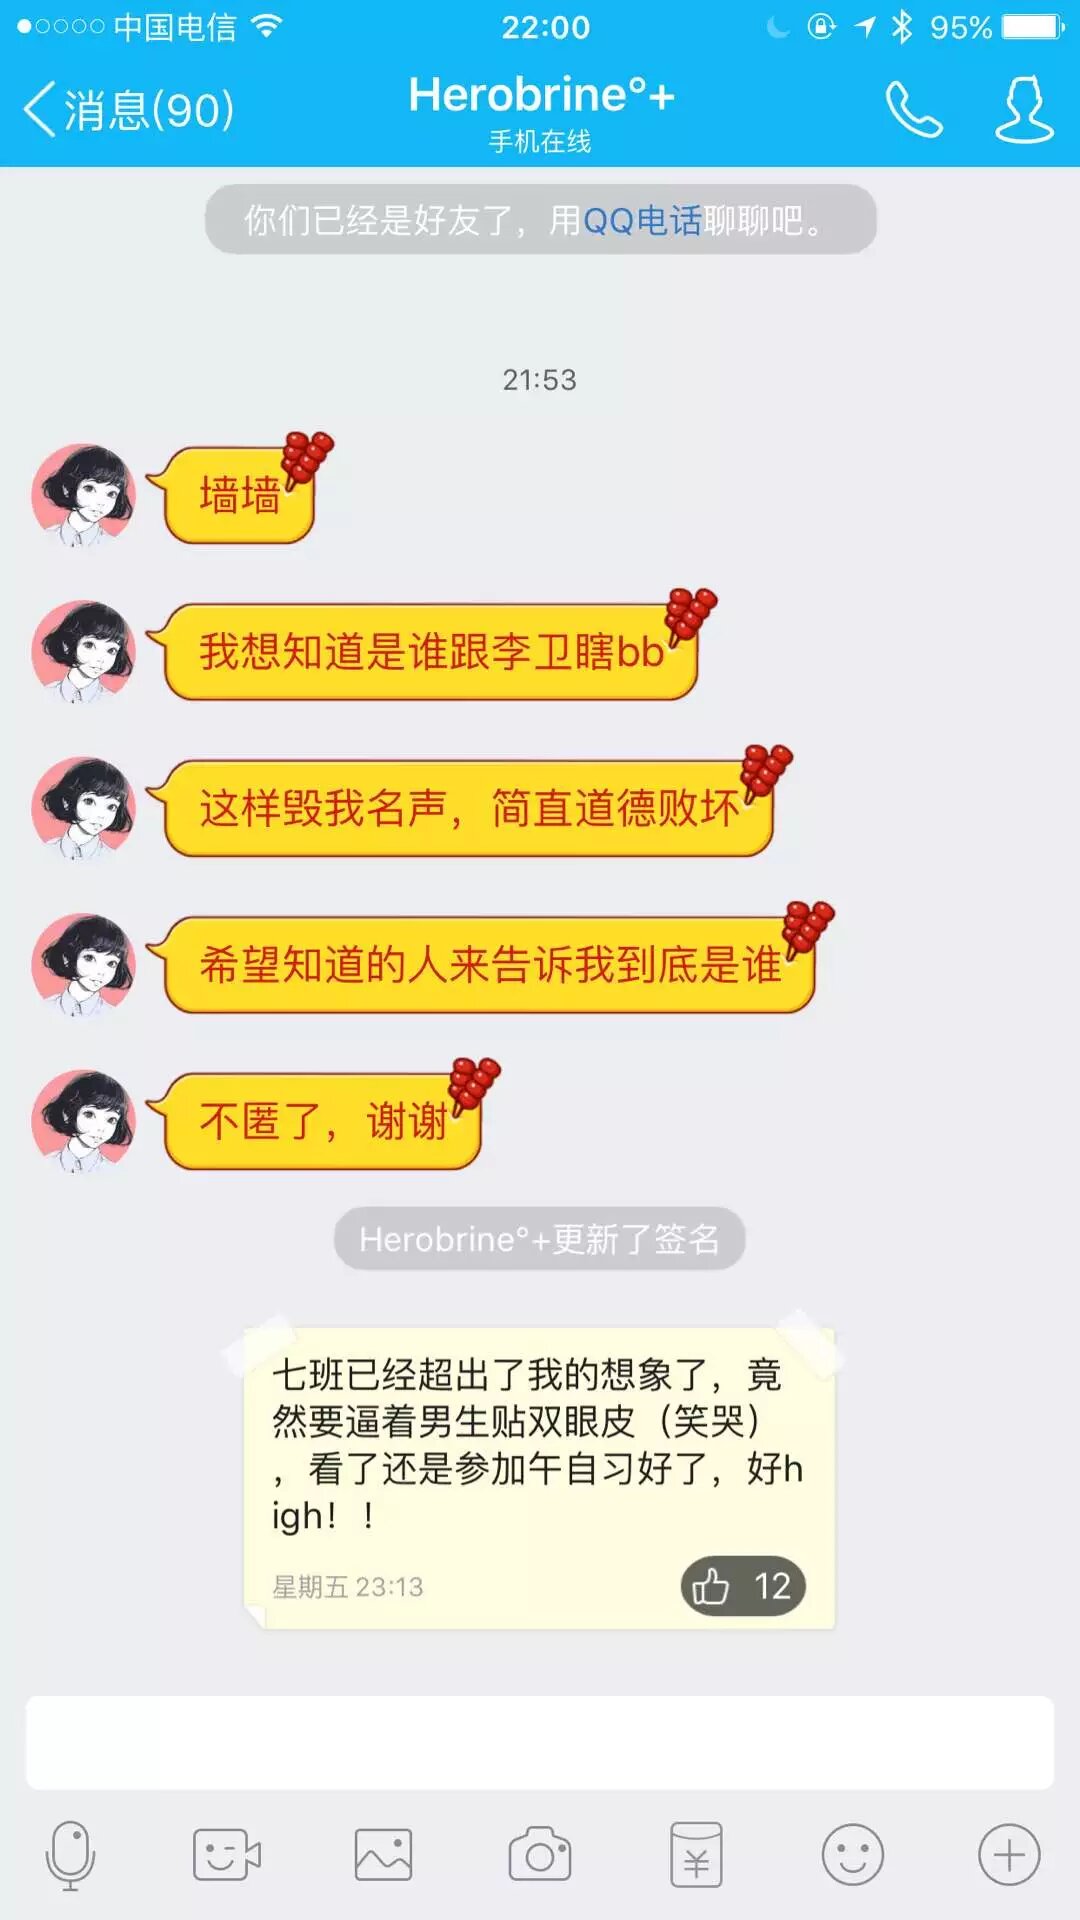 中国电信
22:00
95%
消息(90)
Herobrine°+
手机在线
你们已经是好友了，用QQ电话聊聊吧。
21:53
墙墙
我想知道是谁跟李卫瞎bb
这样毁我名声，简直道德败坏
希望知道的人来告诉我到底是谁
不匿了，谢谢
Herobrine°+更新了签名
七班已经超出了我的想象了，竟
然要逼着男生贴双眼皮（笑哭）
，看了还是参加午自习好了，好h
igh！！
星期五 23:13
12